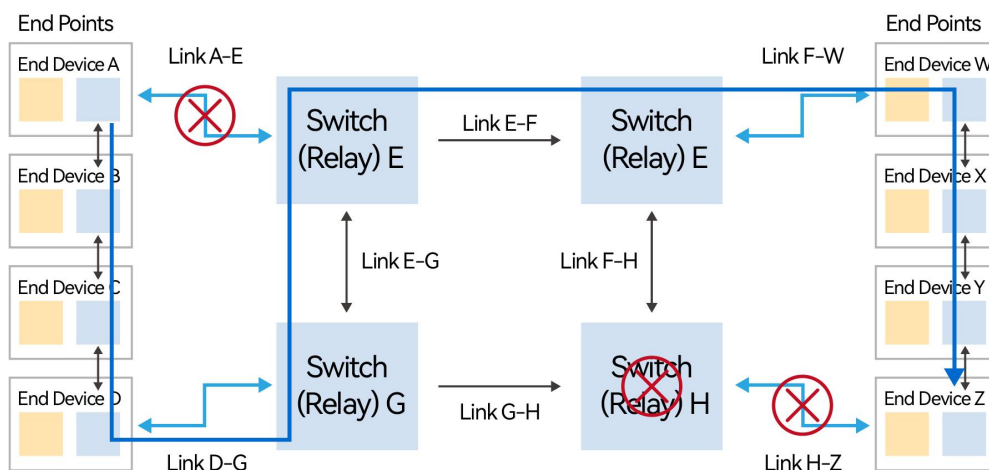 End Points
End Points
End Device A
Link A-E
Link F-W
End Device W
Switch
(Relay) E
Link E-F
Switch
(Relay) E
End Device B
End Device X
Link E-G
Link F-H
End Device C
End Device Y
Switch
(Relay) G
Link G-H
Switch
(Relay) H
End Device D
End Device Z
Link D-G
Link H-Z